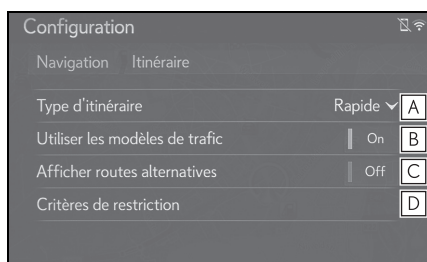 Configuration
Navigation Itinéraire
Type d'itinéraire Rapide A
Utiliser les modèles de trafic On B
Afficher routes alternatives Off C
Critères de restriction D